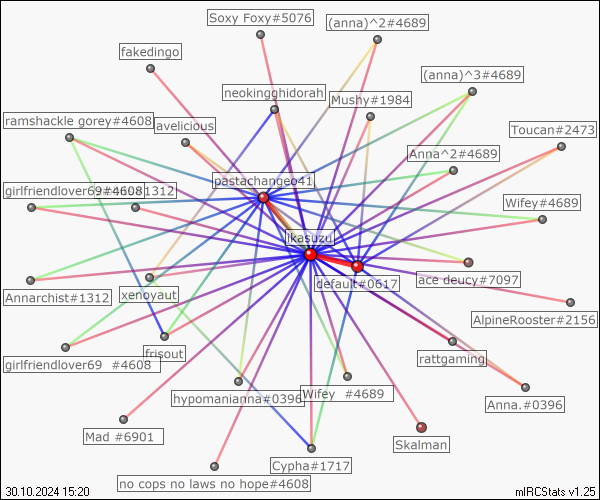 Soxy Foxy#5076
(anna)^2#4689
fakedingo
(anna)^3#4689
neokingghidorah
Mushy#1984
ramshackle gorey#4608
avelicious
Toucan#2473
Anna^2#4689
pastachangeo41
girlfriendlover69#4608
#1312
Wifey#4689
ikasuzu
ace deucy#7097
default#0617
Annarchist#1312
xenoyaut
AlpineRooster#2156
frisout
rattgaming
girlfriendlover69 #4608
hypomanianna#0396
Wifey #4689
Anna.#0396
Mad #6901
Skalman
Cypha#1717
no cops no laws no hope#4608
30.10.2024 15:20
mIRCStats v1.25